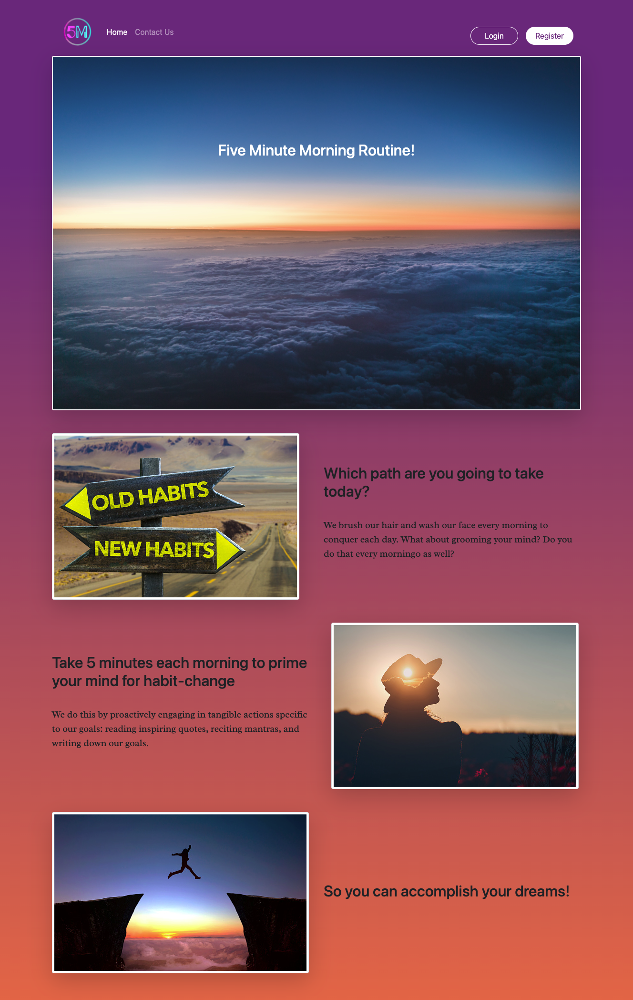 5M
Home Contact Us
Login Register
Five Minute Morning Routine!
OLD HABITS
NEW HABITS
Which path are you going to take
today?
We brush our hair and wash our face every morning to
conquer each day. What about grooming your mind? Do you
do that every morningo as well?
Take 5 minutes each morning to prime
your mind for habit-change
We do this by proactively engaging in tangible actions specific
to our goals: reading inspiring quotes, reciting mantras, and
writing down our goals.
So you can accomplish your dreams!